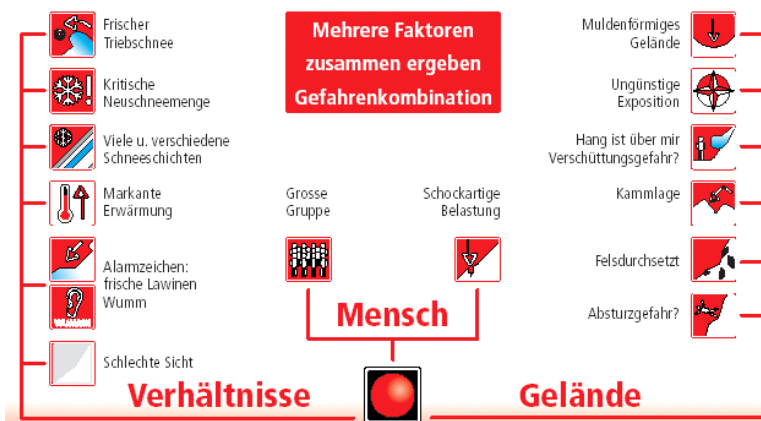 Frischer
Triebschnee
Kritische
Neuschneemenge
Viele u. verschiedene
Schneeschichten
Markante
Erwärmung
Alarmzeichen:
frische Lawinen
Wumm
Schlechte Sicht
Verhältnisse
Mehrere Faktoren
zusammen ergeben
Gefahrenkombination
Grosse
Gruppe
Schockartige
Belastung
Mensch
Muldenförmiges
Gelände
Ungünstige
Exposition
Hang ist über mir
Verschüttungsgefahr?
Kammlage
Felsdurchsetzt
Absturzgefahr?
Gelände